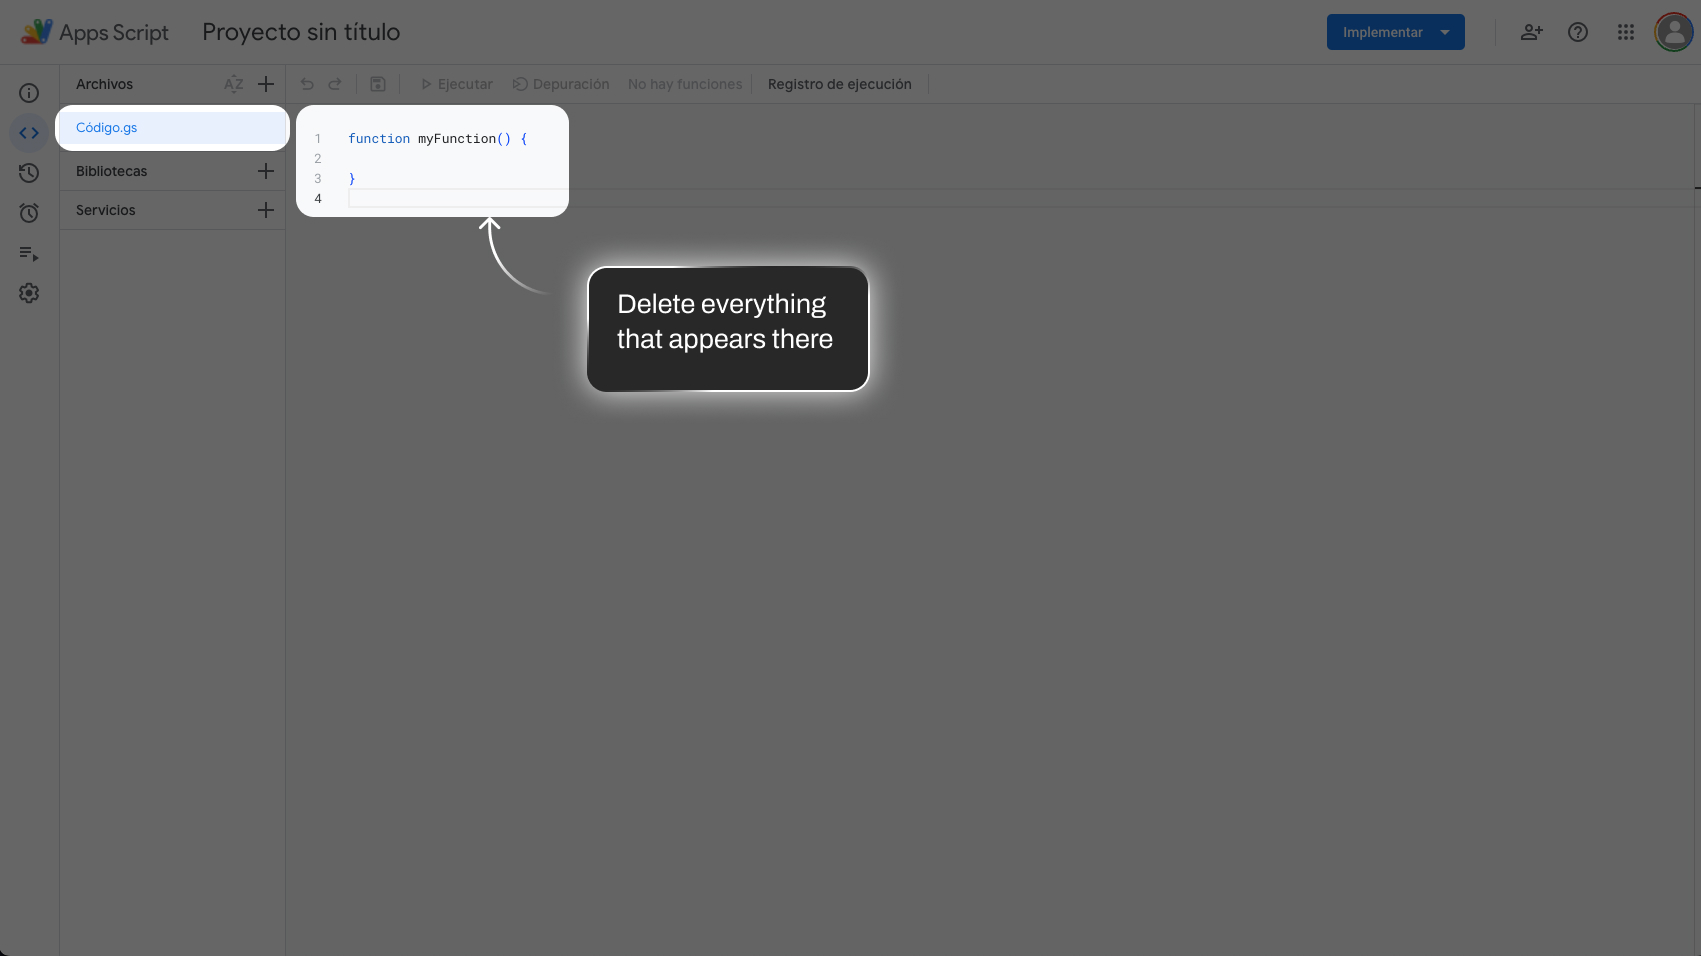 Apps Script
Proyecto sin título
Implementar
Archivos
AZ
Ejecutar
Depuración
No hay funciones
Registro de ejecución
Código.gs
Bibliotecas
Servicios
1 function myFunction() {
2
3 }
4
Delete everything
that appears there